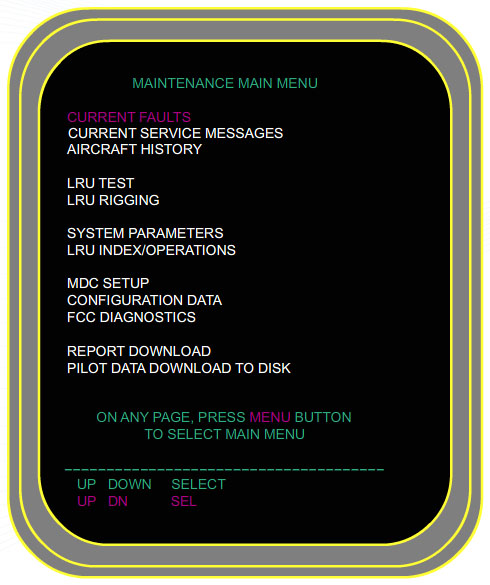 MAINTENANCE MAIN MENU
CURRENT FAULTS
CURRENT SERVICE MESSAGES
AIRCRAFT HISTORY
LRU TEST
LRU RIGGING
SYSTEM PARAMETERS
LRU INDEX/OPERATIONS
MDC SETUP
CONFIGURATION DATA
FCC DIAGNOSTICS
REPORT DOWNLOAD
PILOT DATA DOWNLOAD TO DISK
ON ANY PAGE, PRESS MENU BUTTON
TO SELECT MAIN MENU
UP DOWN SELECT
UP DN SEL